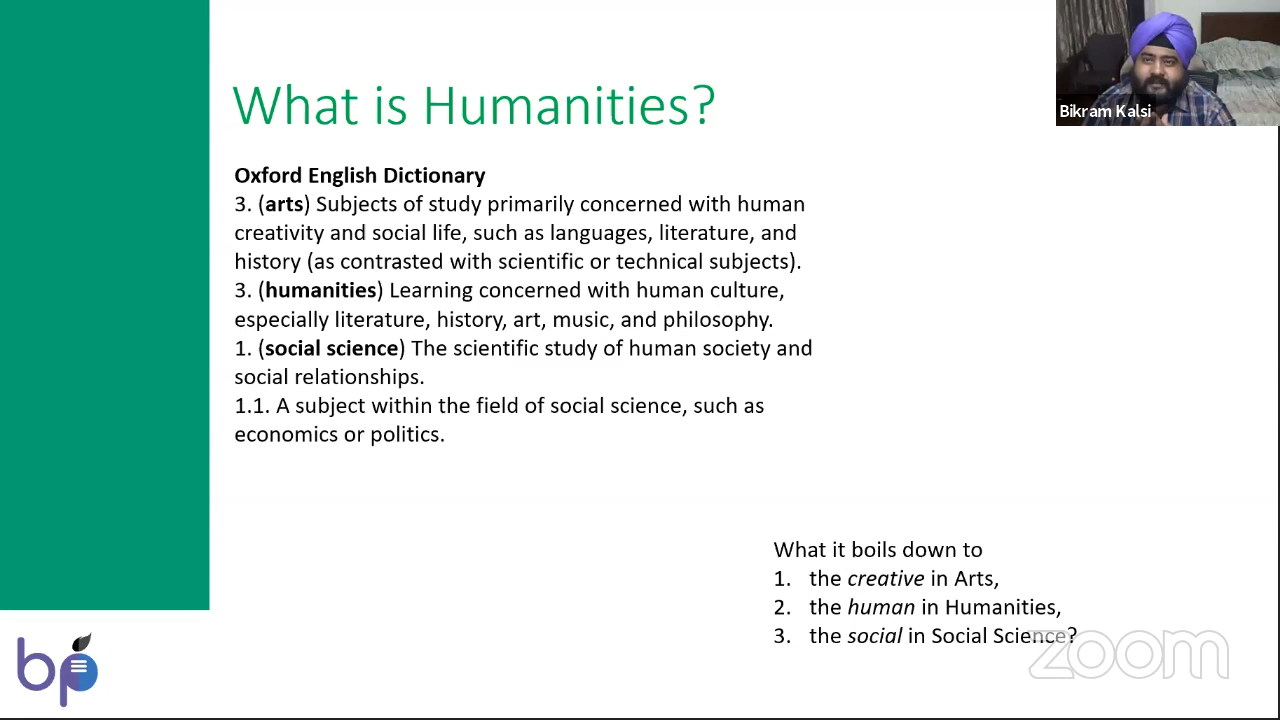 What is Humanities?
Bikram Kalsi
Oxford English Dictionary
3. (arts) Subjects of study primarily concerned with human
creativity and social life, such as languages, literature, and
history (as contrasted with scientific or technical subjects).
3. (humanities) Learning concerned with human culture,
especially literature, history, art, music, and philosophy.
1. (social science) The scientific study of human society and
social relationships.
1.1. A subject within the field of social science, such as
economics or politics.
What it boils down to
1. the creative in Arts,
2. the human in Humanities,
3. the social in Social Science?
zoom
bp